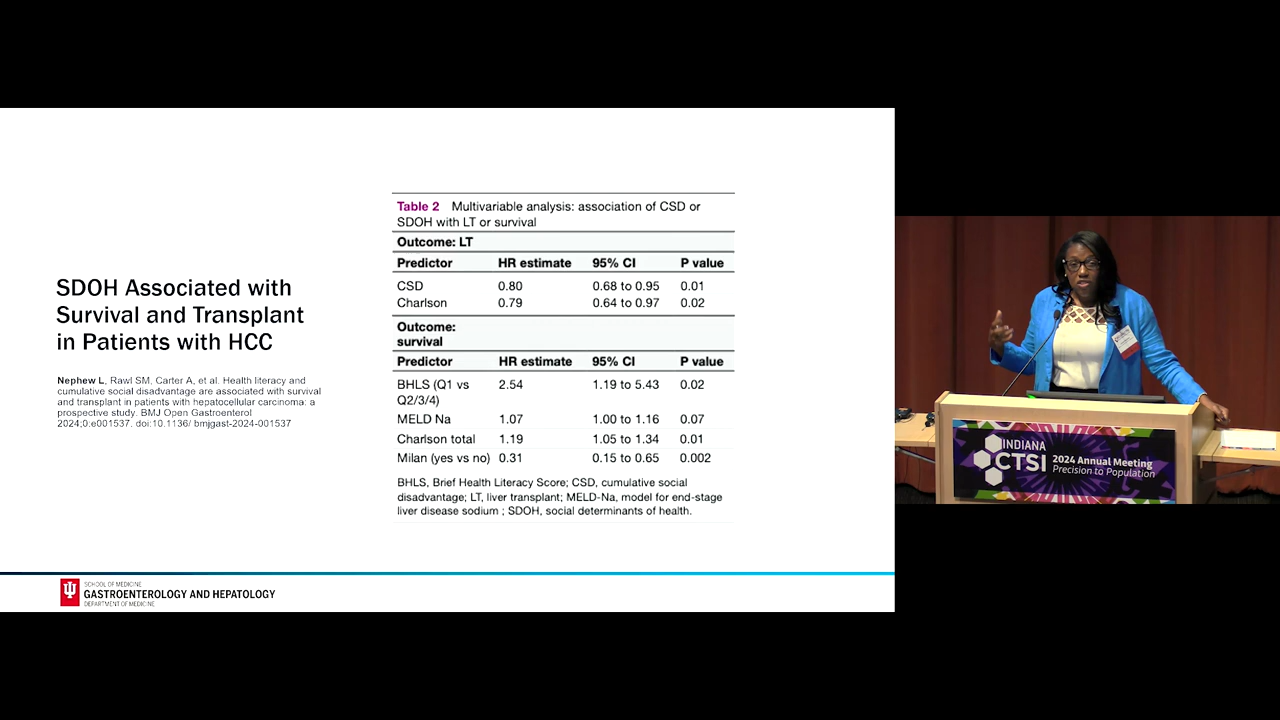 SDOH Associated with
Survival and Transplant
in Patients with HCC
Nephew L, Rawl SM, Carter A, et al. Health literacy and
cumulative social disadvantage are associated with survival
and transplant in patients with hepatocellular carcinoma: a
prospective study. BMJ Open Gastroenterol
2024;0:e001537. doi:10.1136/ bmjgast-2024-001537
Table 2 Multivariable analysis: association of CSD or
SDOH with LT or survival
Outcome: LT
Predictor HR estimate 95% CI P value
CSD 0.80 0.68 to 0.95 0.01
Charlson 0.79 0.64 to 0.97 0.02
Outcome:
survival
Predictor HR estimate 95% CI P value
BHLS (Q1 vs 2.54 1.19 to 5.43 0.02
Q2/3/4)
MELD Na 1.07 1.00 to 1.16 0.07
Charlson total 1.19 1.05 to 1.34 0.01
Milan (yes vs no) 0.31 0.15 to 0.65 0.002
BHLS, Brief Health Literacy Score; CSD, cumulative social
disadvantage; LT, liver transplant; MELD-Na, model for end-stage
liver disease sodium ; SDOH, social determinants of health.
SCHOOL OF MEDICINE
GASTROENTEROLOGY AND HEPATOLOGY
DEPARTMENT OF MEDICINE
INDIANA
CTSI
2024 Annual Meeting
Precision to Population